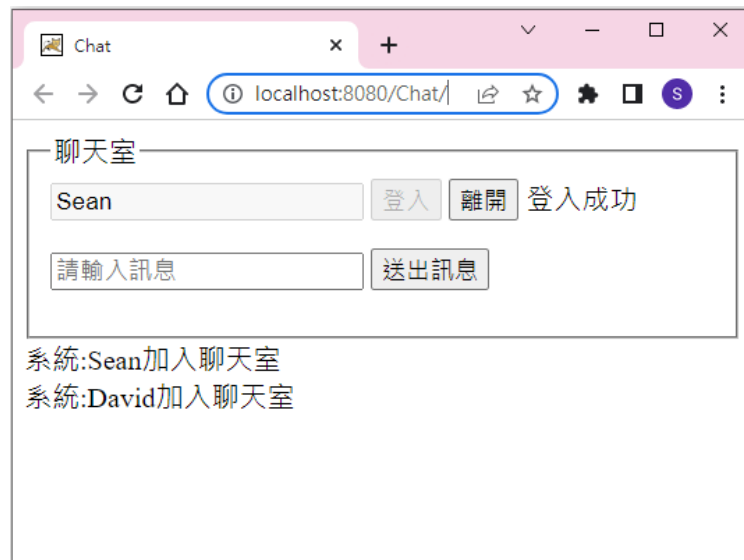 Chat
localhost:8080/Chat/
S
聊天室
Sean 登入 離開 登入成功
請輸入訊息 送出訊息
系統:Sean加入聊天室
系統:David加入聊天室